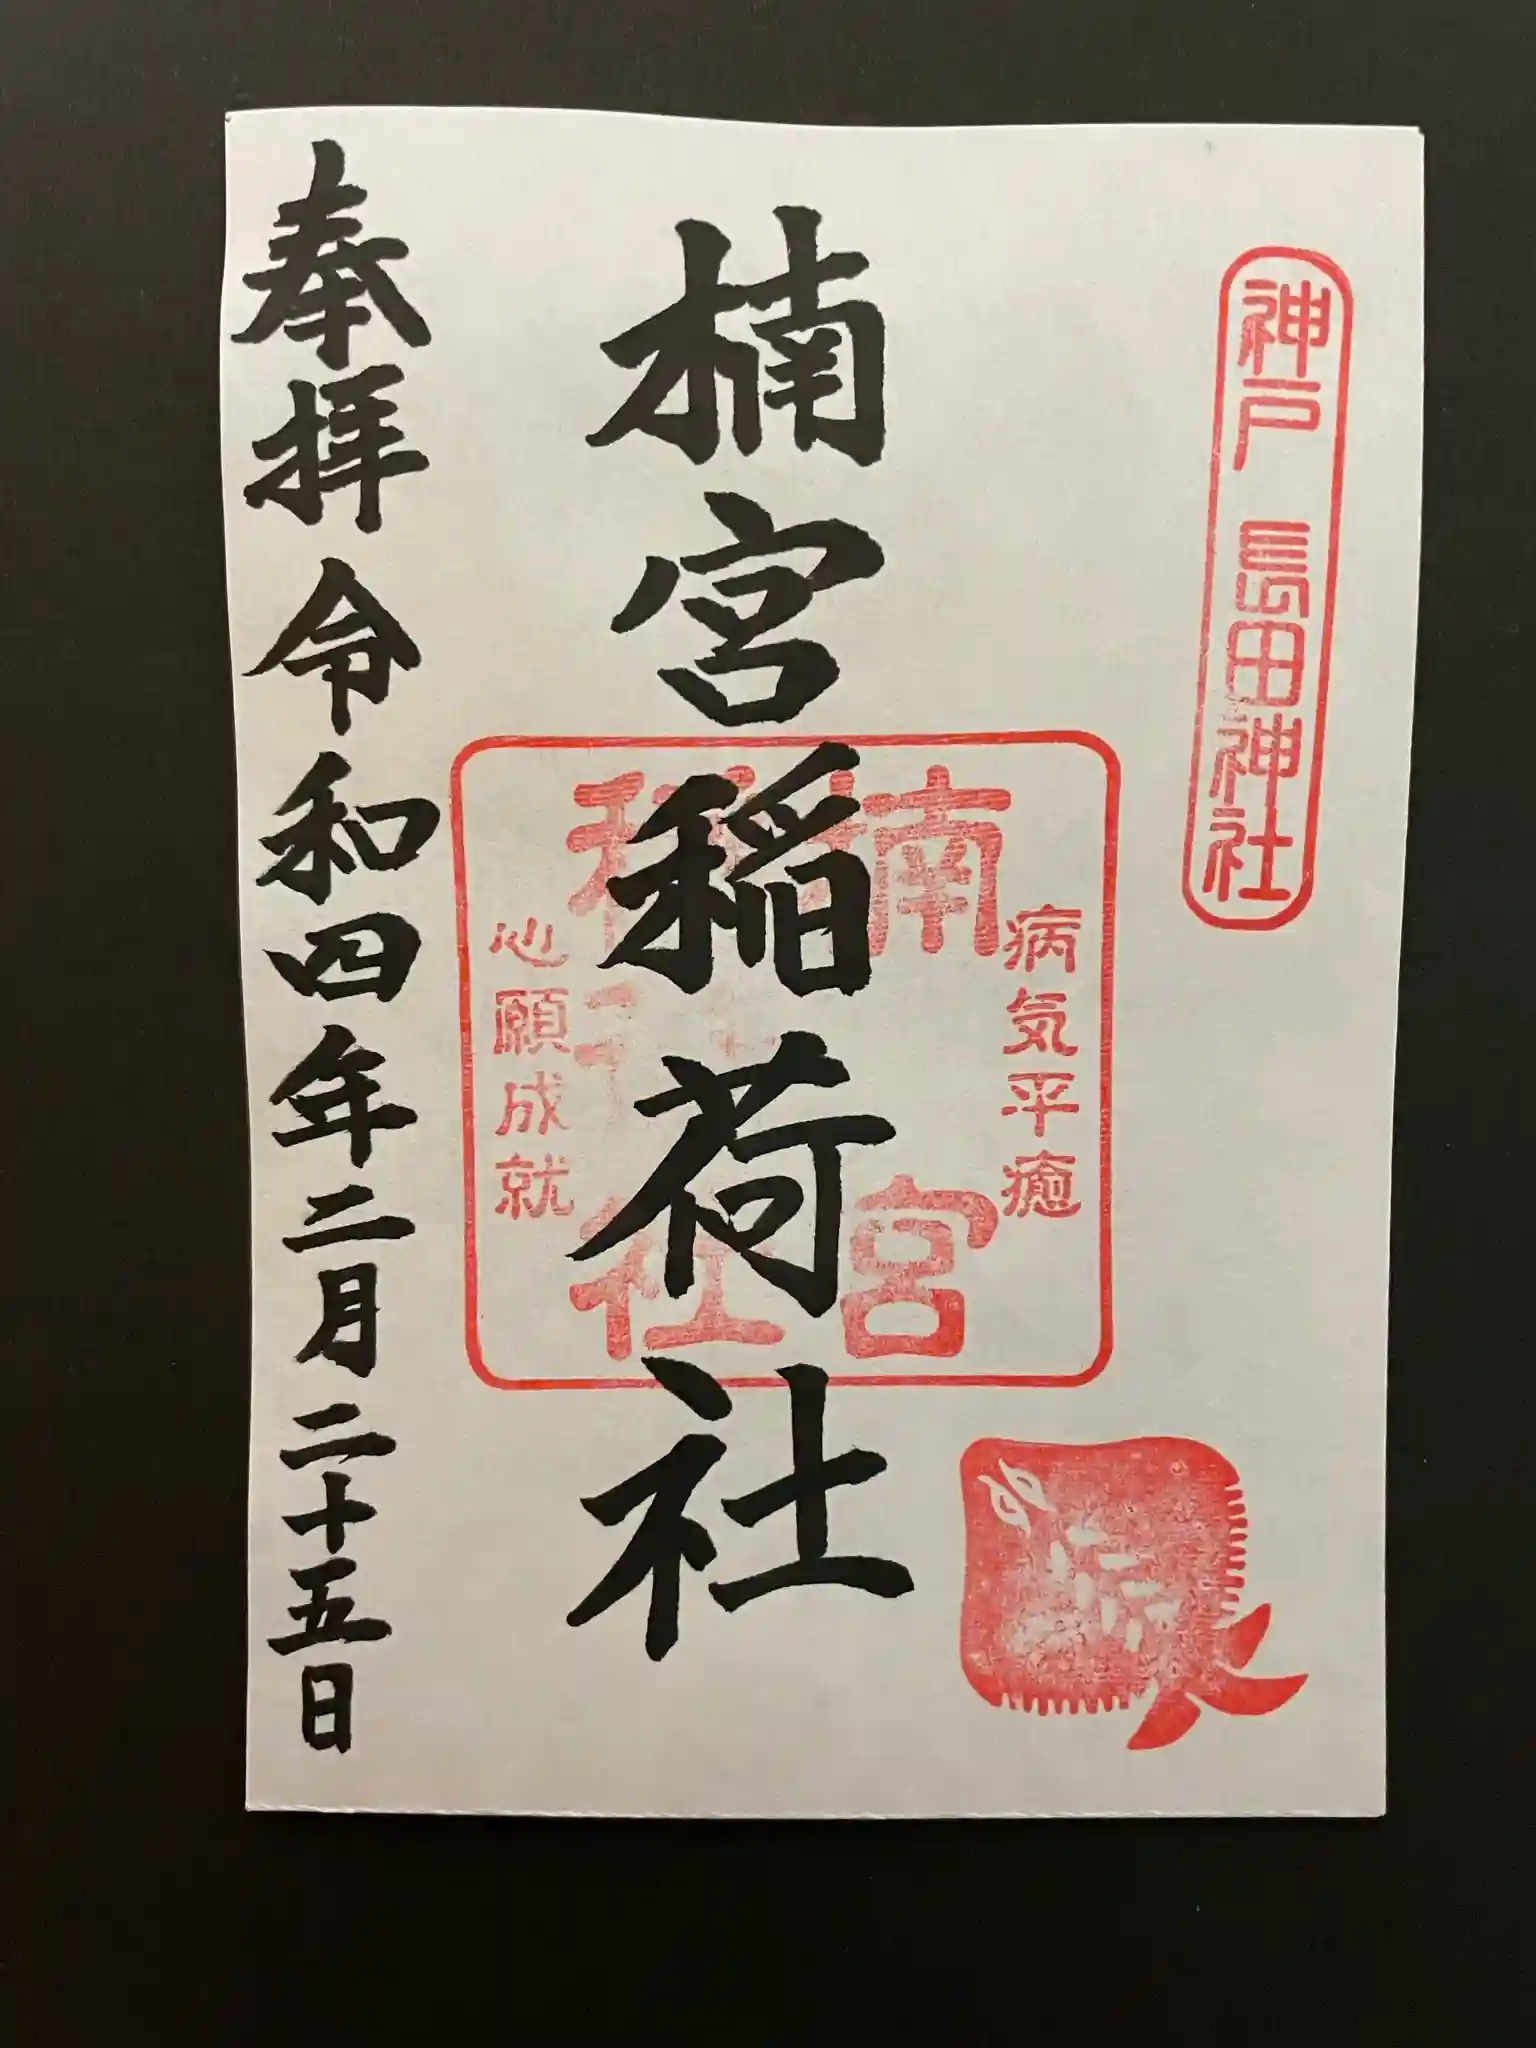 神戸 長田神社
病気平癒
楠宮
稲荷社
心願成就
楠宮稲荷社
奉拝 令和四年二月二十五日